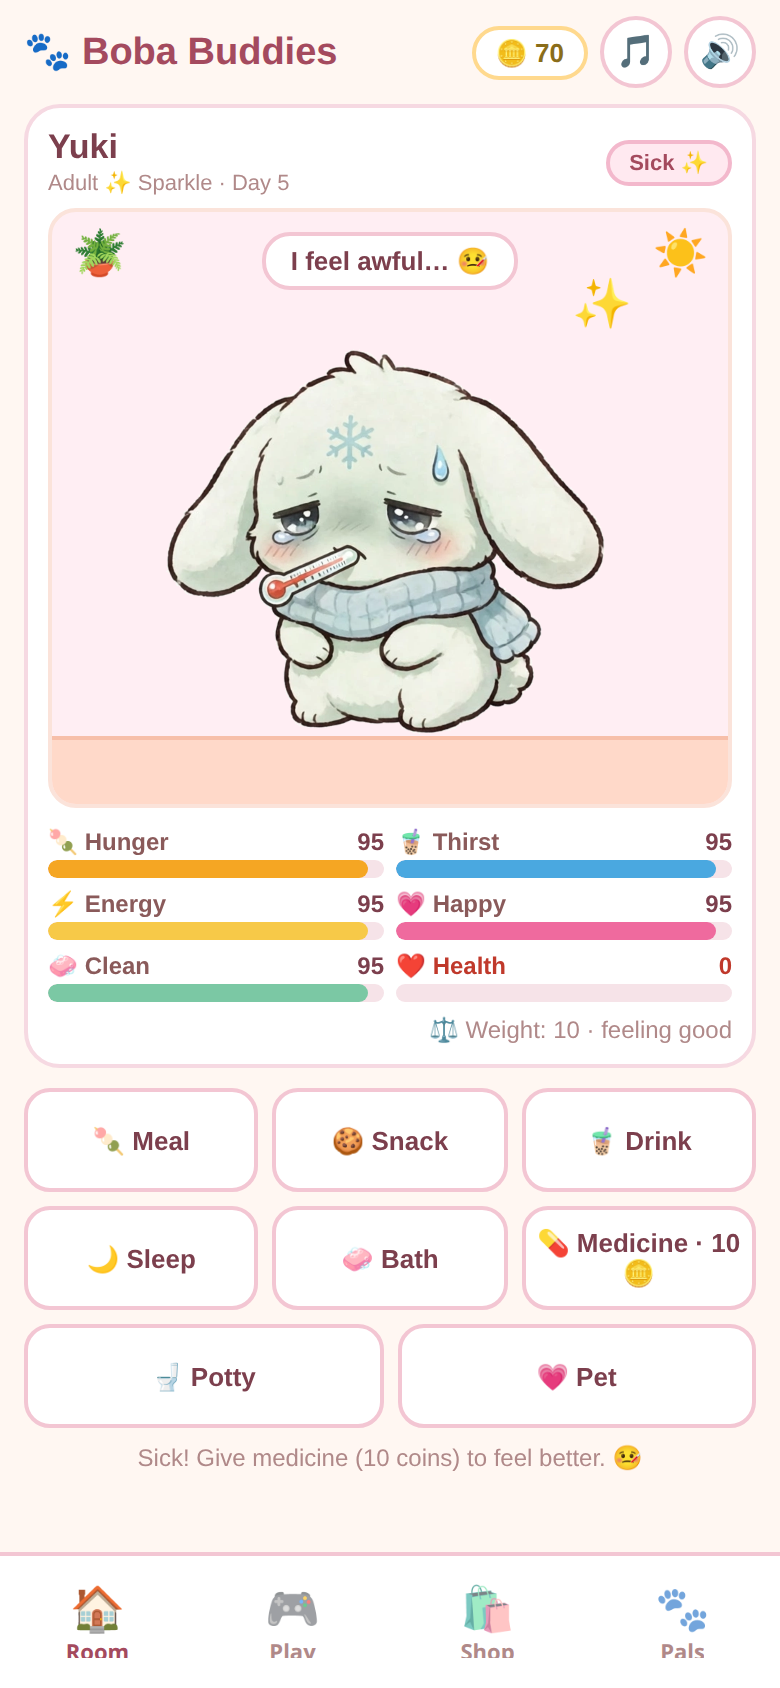 🐾 Boba Buddies 🪙 70 🎵 🔊
Yuki
Adult ✨ Sparkle · Day 5
Sick ✨
I feel awful… 🤒
🍡 Hunger 95
🧋 Thirst 95
⚡ Energy 95
💗 Happy 95
🧼 Clean 95
❤️ Health 0
⚖️ Weight: 10 · feeling good
🍡 Meal
🍪 Snack
🧋 Drink
🌙 Sleep
🧼 Bath
💊 Medicine · 10
🪙
🚽 Potty
💗 Pet
Sick! Give medicine (10 coins) to feel better. 🤒
Room
Play
Shop
Pals